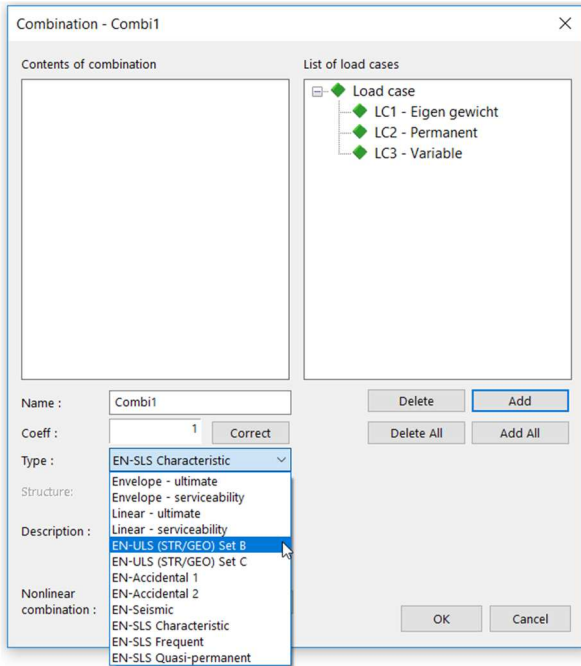 Combination - Combi1
Contents of combination
List of load cases
Load case
LC1 - Eigen gewicht
LC2 - Permanent
LC3 - Variable
Name :
Combi1
Delete
Add
Coeff :
1
Correct
Delete All
Add All
Type :
EN-SLS Characteristic
Structure:
Envelope - ultimate
Envelope - serviceability
Linear - ultimate
Linear - serviceability
Description :
EN-ULS (STR/GEO) Set B
EN-ULS (STR/GEO) Set C
EN-Accidental 1
EN-Accidental 2
Nonlinear
combination :
EN-Seismic
EN-SLS Characteristic
EN-SLS Frequent
EN-SLS Quasi-permanent
OK
Cancel